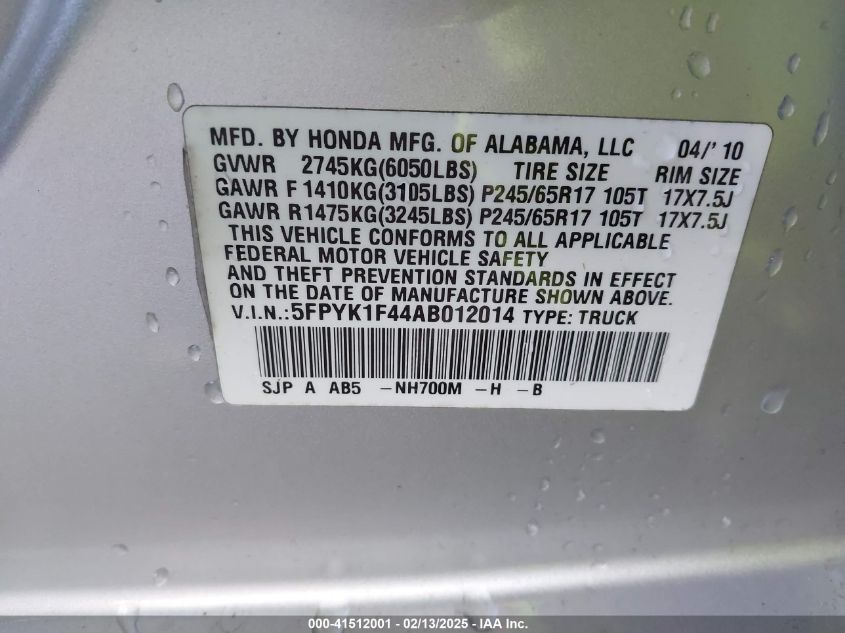 MFD. BY HONDA MFG. OF ALABAMA, LLC 04/'10
GVWR 2745KG(6050LBS) TIRE SIZE RIM SIZE
GAWR F 1410KG(3105LBS) P245/65R17 105T 17X7.5J
GAWR R1475KG(3245LBS) P245/65R17 105T 17X7.5J
THIS VEHICLE CONFORMS TO ALL APPLICABLE
FEDERAL MOTOR VEHICLE SAFETY
AND THEFT PREVENTION STANDARDS IN EFFECT
ON THE DATE OF MANUFACTURE SHOWN ABOVE.
V.I.N.:5FPYK1F44AB012014 TYPE: TRUCK
SJP A AB5 -NH700M -H -B
000-41512001 - 02/13/2025 - IAA Inc.